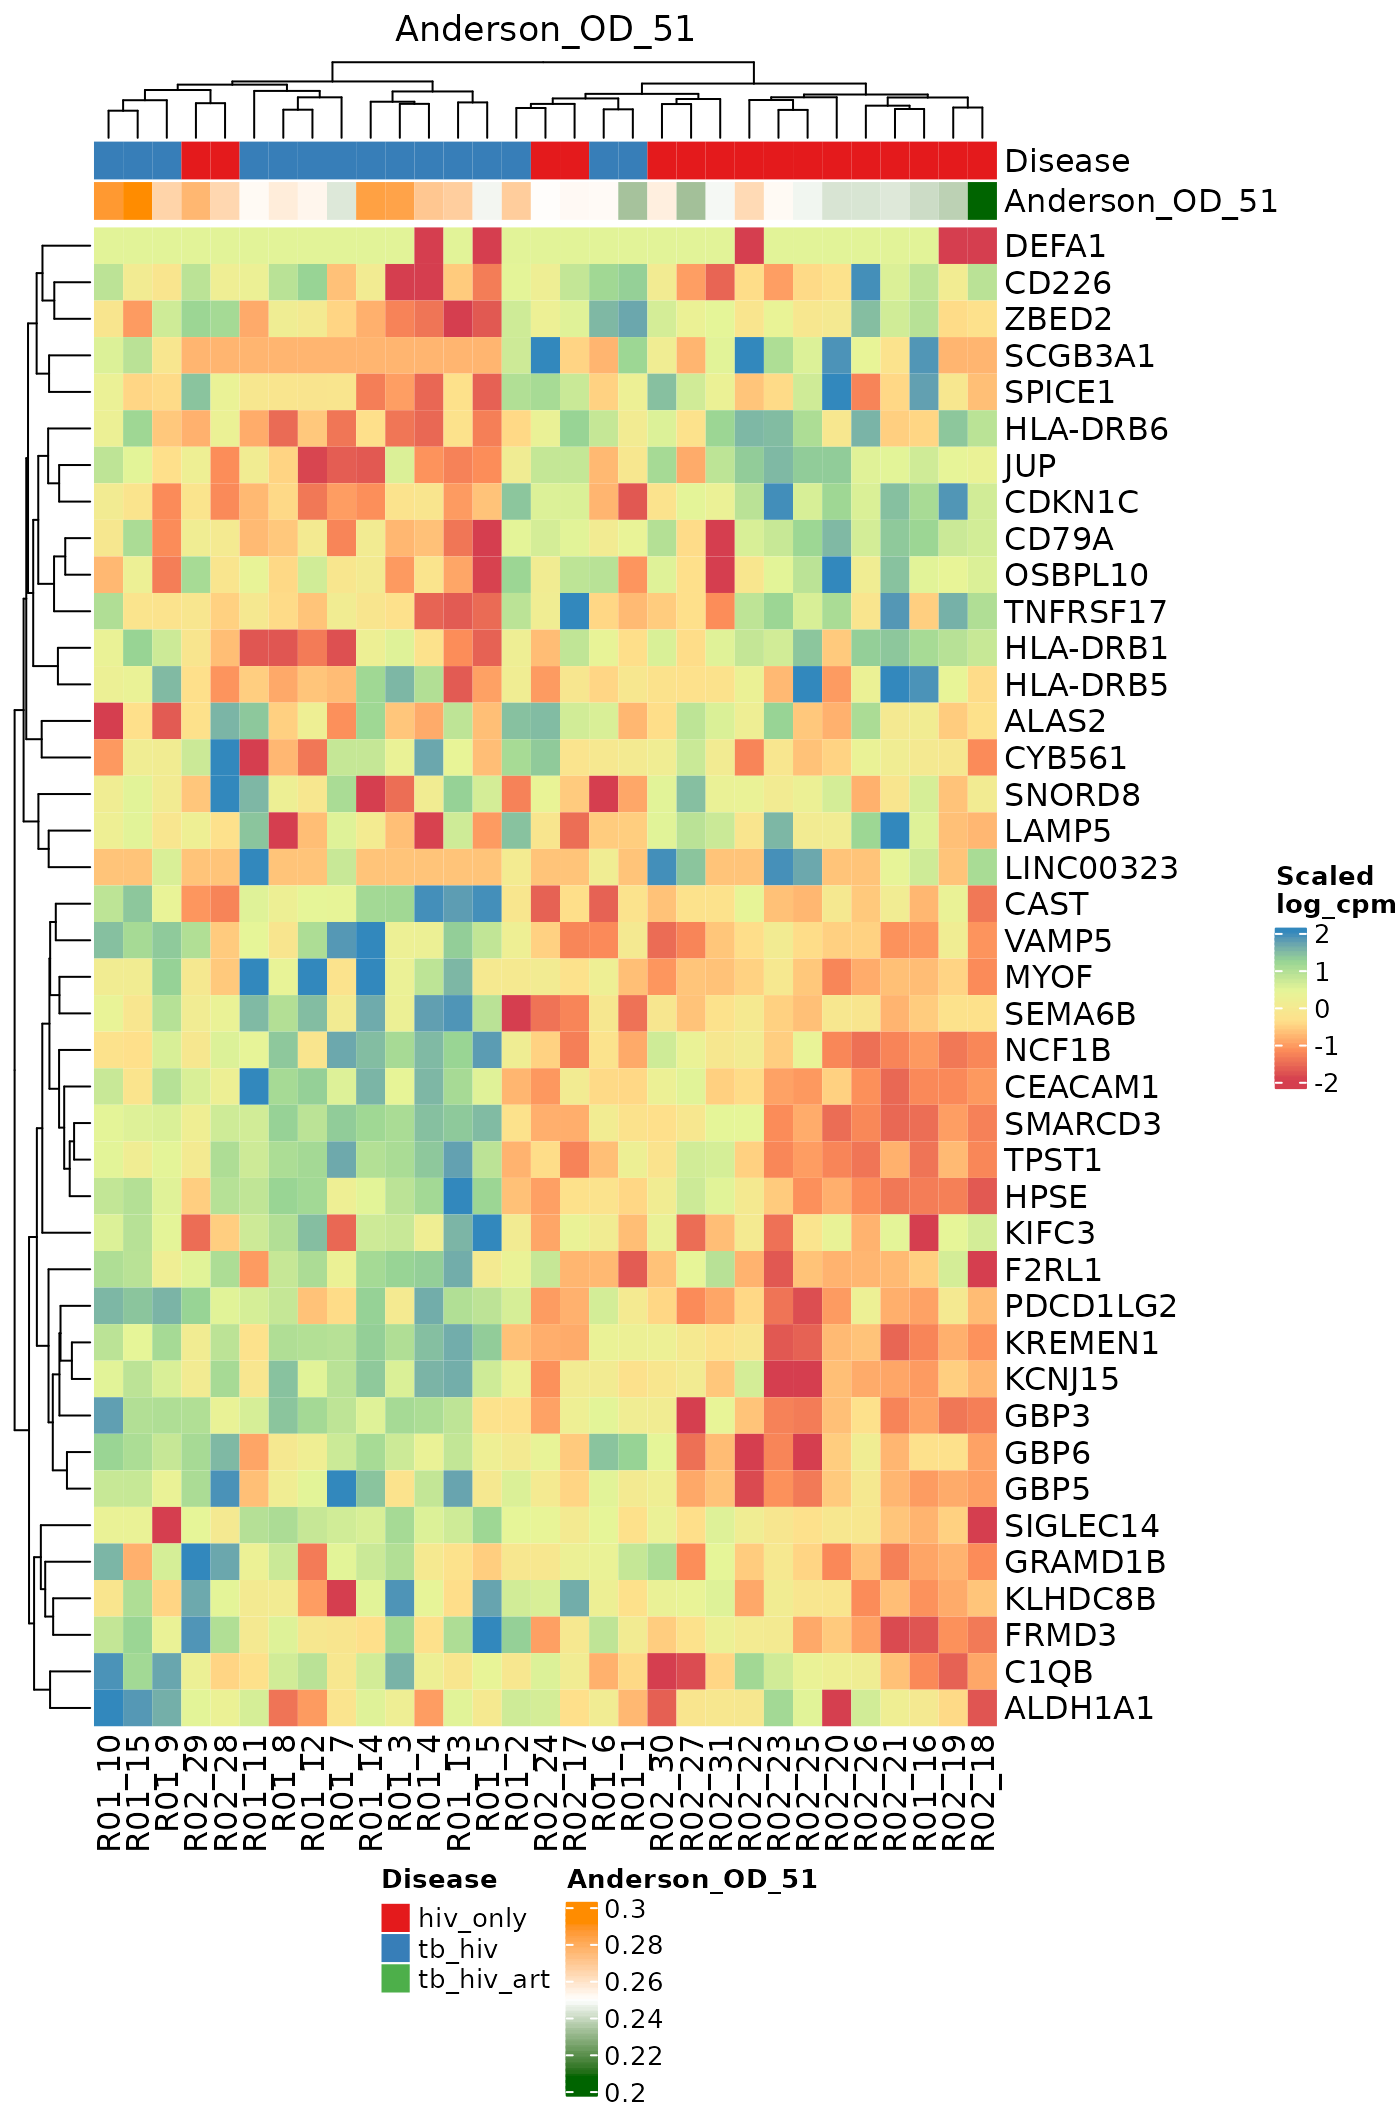 Anderson_OD_51
Disease
Anderson_OD_51
DEFA1
CD226
ZBED2
SCGB3A1
SPICE1
HLA-DRB6
JUP
CDKN1C
CD79A
OSBPL10
TNFRSF17
HLA-DRB1
HLA-DRB5
ALAS2
CYB561
SNORD8
LAMP5
LINC00323
CAST
VAMP5
MYOF
SEMA6B
NCF1B
CEACAM1
SMARCD3
TPST1
HPSE
KIFC3
F2RL1
PDCD1LG2
KREMEN1
KCNJ15
GBP3
GBP6
GBP5
SIGLEC14
GRAMD1B
KLHDC8B
FRMD3
C1QB
ALDH1A1
Scaled
log_cpm
2
1
0
-1
-2
R01_10
R01_15
R01_9
R02_29
R02_28
R01_11
R01_8
R01_12
R01_7
R01_14
R01_3
R01_4
R01_13
R01_5
R01_2
R02_24
R02_17
R01_6
R01_1
R02_30
R02_27
R02_31
R02_22
R02_23
R02_25
R02_20
R02_26
R02_21
R01_16
R02_19
R02_18
Disease
hiv_only
tb_hiv
tb_hiv_art
Anderson_OD_51
0.3
0.28
0.26
0.24
0.22
0.2